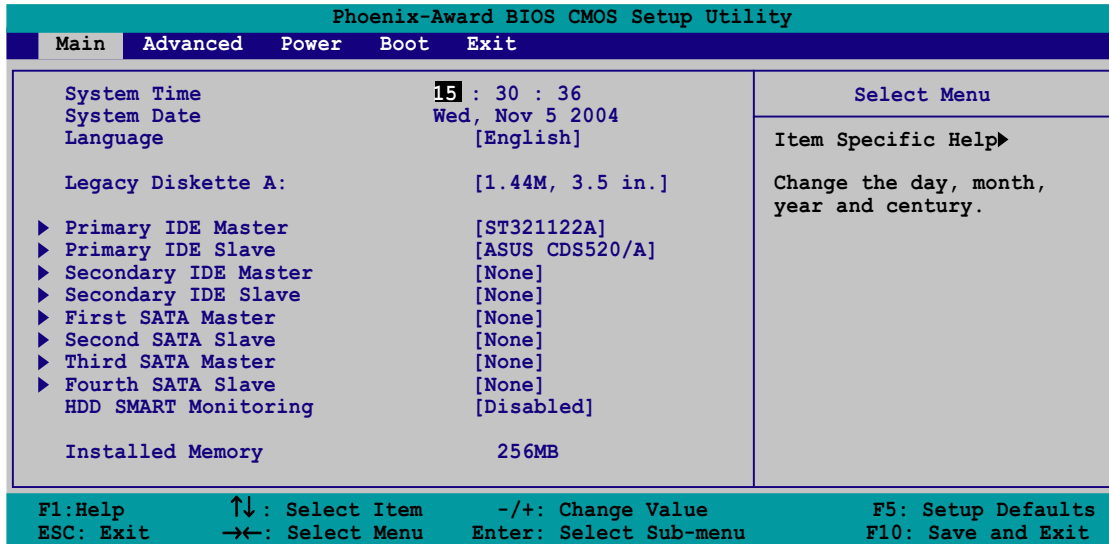 Phoenix-Award BIOS CMOS Setup Utility
Main Advanced Power Boot Exit
System Time 15 : 30 : 36
System Date Wed, Nov 5 2004
Language [English]
Legacy Diskette A: [1.44M, 3.5 in.]
Primary IDE Master [ST321122A]
Primary IDE Slave [ASUS CDS520/A]
Secondary IDE Master [None]
Secondary IDE Slave [None]
First SATA Master [None]
Second SATA Slave [None]
Third SATA Master [None]
Fourth SATA Slave [None]
HDD SMART Monitoring [Disabled]
Installed Memory 256MB
Select Menu
Item Specific Help
Change the day, month,
year and century.
F1:Help ↑↓ : Select Item -/+: Change Value F5: Setup Defaults
ESC: Exit →←: Select Menu Enter: Select Sub-menu F10: Save and Exit